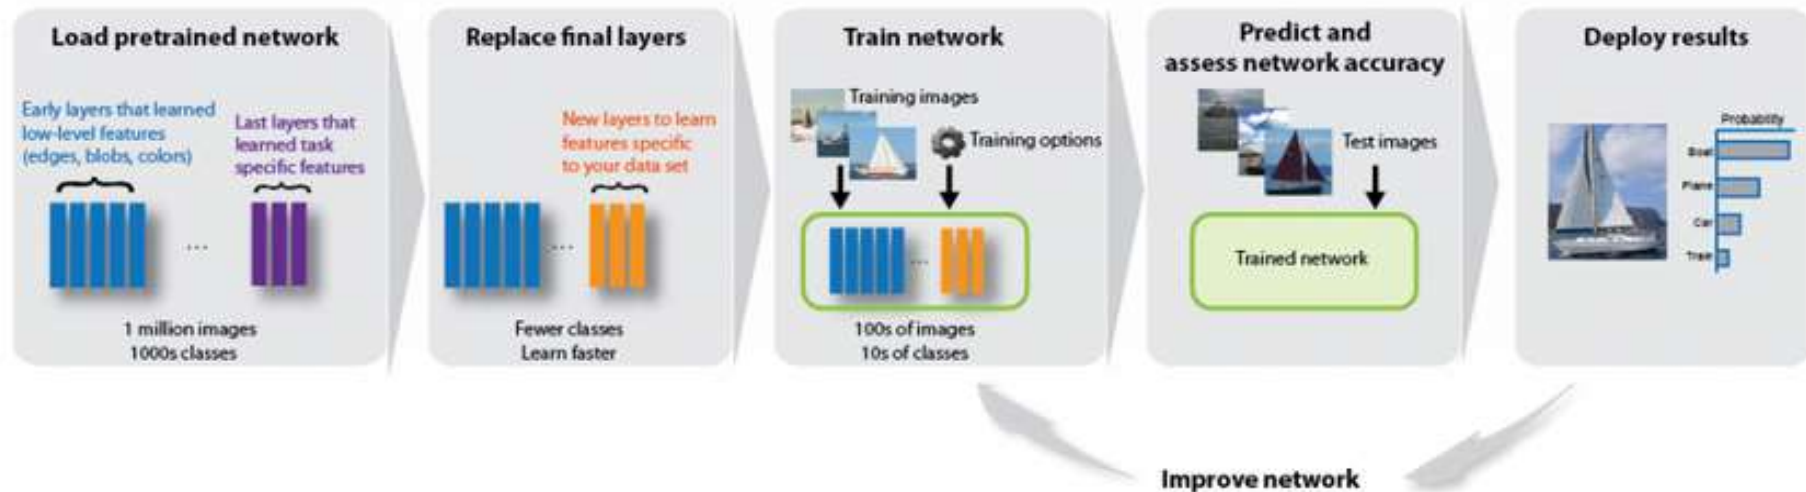 Load pretrained network
Early layers that learned
low-level features
(edges, blobs, colors)
Last layers that
learned task
specific features
...
1 million images
1000s classes
Replace final layers
New layers to learn
features specific
to your data set
...
Fewer classes
Learn faster
Train network
Training images
Training options
...
100s of images
10s of classes
Predict and
assess network accuracy
Test images
Trained network
Deploy results
Probability
Boat
Plane
Car
Train
Improve network